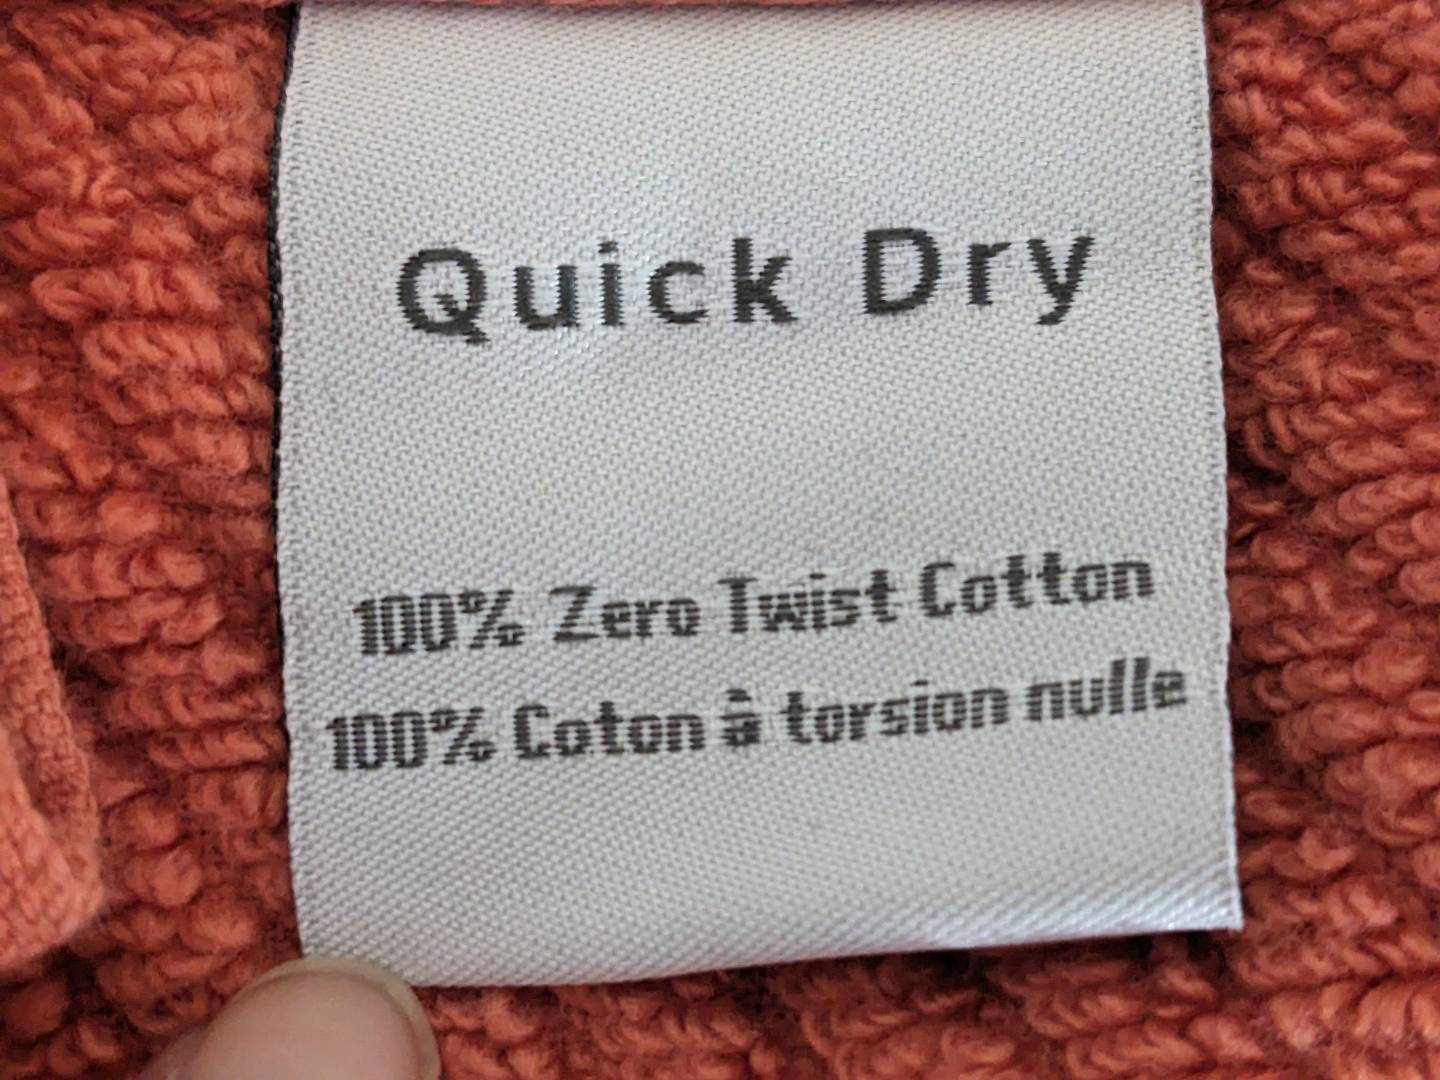 Quick Dry
100% Zero Twist Cotton
100% Coton à torsion nulle